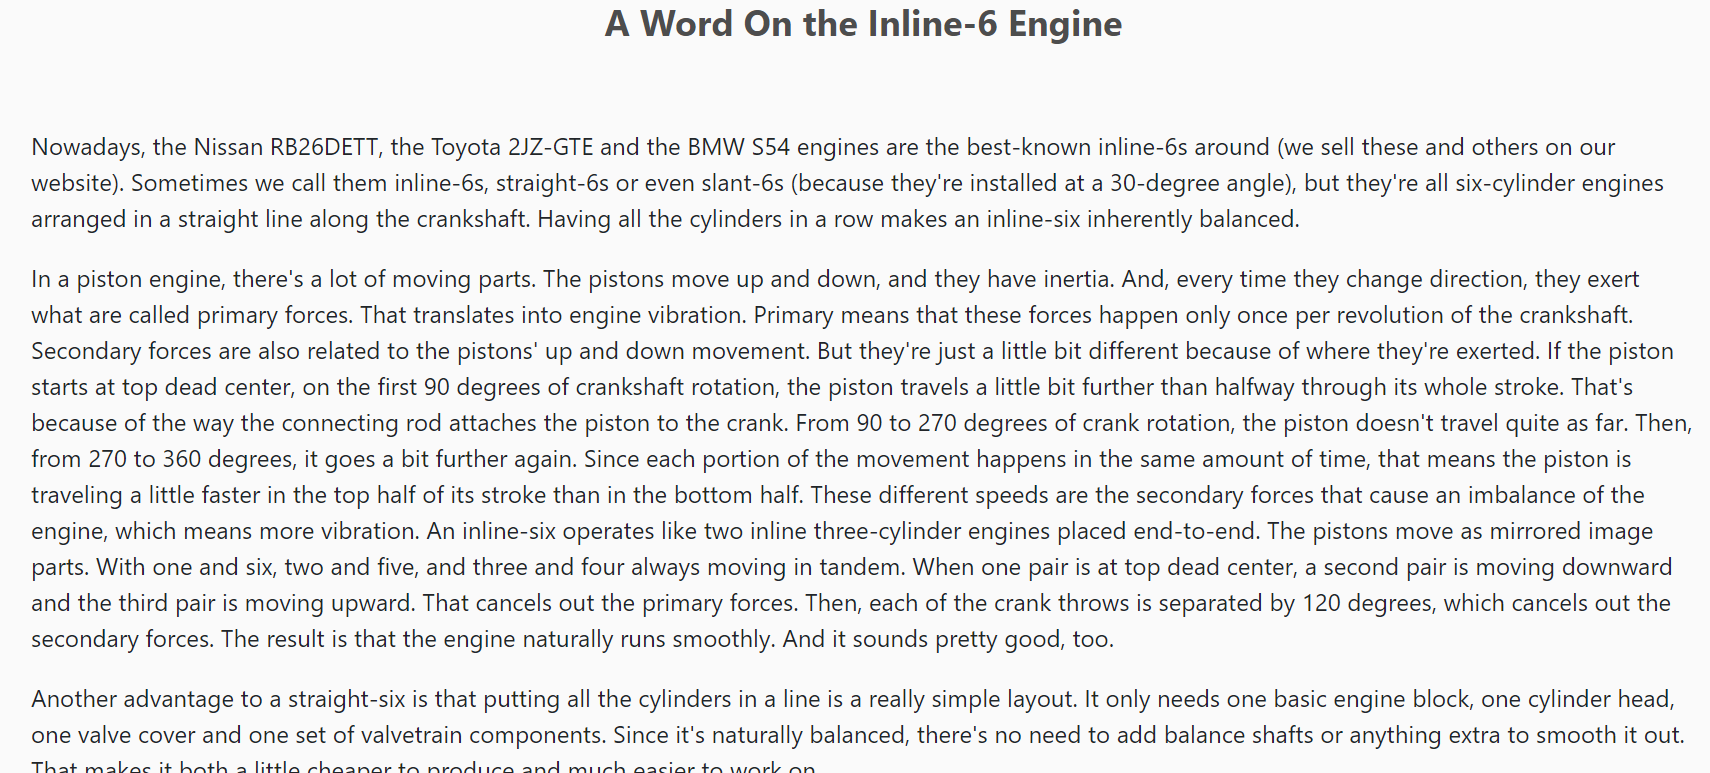 A Word On the Inline-6 Engine
Nowadays, the Nissan RB26DETT, the Toyota 2JZ-GTE and the BMW S54 engines are the best-known inline-6s around (we sell these and others on our
website). Sometimes we call them inline-6s, straight-6s or even slant-6s (because they're installed at a 30-degree angle), but they're all six-cylinder engines
arranged in a straight line along the crankshaft. Having all the cylinders in a row makes an inline-six inherently balanced.
In a piston engine, there's a lot of moving parts. The pistons move up and down, and they have inertia. And, every time they change direction, they exert
what are called primary forces. That translates into engine vibration. Primary means that these forces happen only once per revolution of the crankshaft.
Secondary forces are also related to the pistons' up and down movement. But they're just a little bit different because of where they're exerted. If the piston
starts at top dead center, on the first 90 degrees of crankshaft rotation, the piston travels a little bit further than halfway through its whole stroke. That's
because of the way the connecting rod attaches the piston to the crank. From 90 to 270 degrees of crank rotation, the piston doesn't travel quite as far. Then,
from 270 to 360 degrees, it goes a bit further again. Since each portion of the movement happens in the same amount of time, that means the piston is
traveling a little faster in the top half of its stroke than in the bottom half. These different speeds are the secondary forces that cause an imbalance of the
engine, which means more vibration. An inline-six operates like two inline three-cylinder engines placed end-to-end. The pistons move as mirrored image
parts. With one and six, two and five, and three and four always moving in tandem. When one pair is at top dead center, a second pair is moving downward
and the third pair is moving upward. That cancels out the primary forces. Then, each of the crank throws is separated by 120 degrees, which cancels out the
secondary forces. The result is that the engine naturally runs smoothly. And it sounds pretty good, too.
Another advantage to a straight-six is that putting all the cylinders in a line is a really simple layout. It only needs one basic engine block, one cylinder head,
one valve cover and one set of valvetrain components. Since it's naturally balanced, there's no need to add balance shafts or anything extra to smooth it out.
That makes it both a little cheaper to produce and much easier to work on.